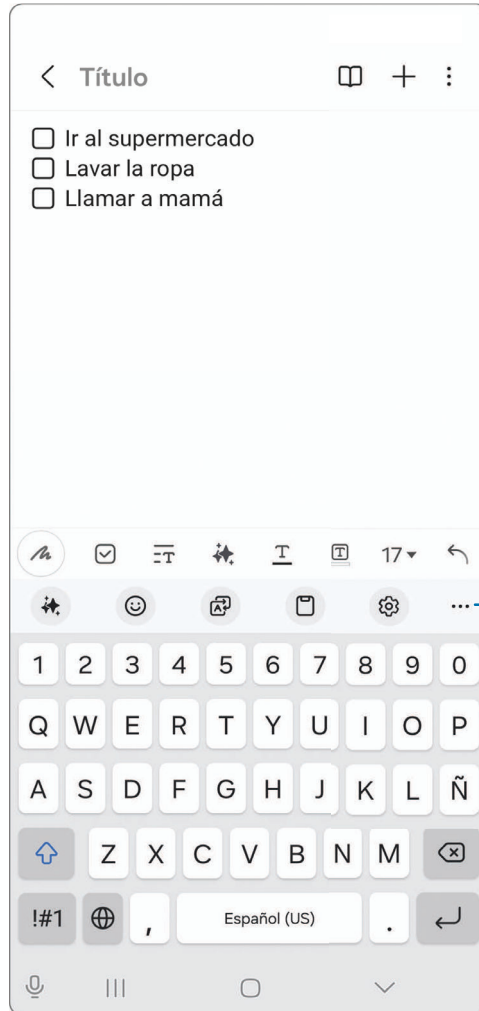 Título
Ir al supermercado
Lavar la ropa
Llamar a mamá
T T T 17
A
1 2 3 4 5 6 7 8 9 0
Q W E R T Y U I O P
A S D F G H J K L Ñ
Z X C V B N M
!#1 , Español (US) .